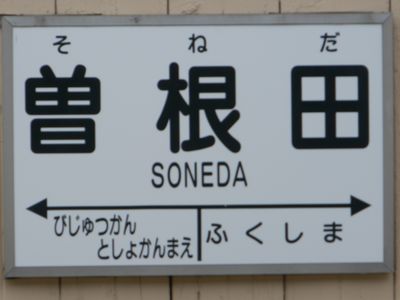 そ ね だ
曽根田
SONEDA
びじゅつかん
としょかんまえ
ふくしま